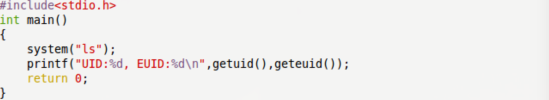 #include<stdio.h>
int main()
{
    system("ls");
    printf("UID:%d, EUID:%d\n",getuid(),geteuid());
    return 0;
}